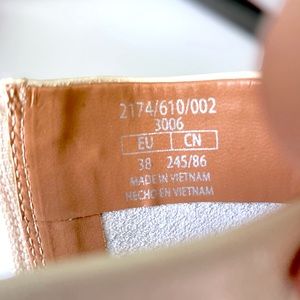 2174/610/002
3006
EU CN
38 245/86
MADE IN VIETNAM
HECHO EN VIETNAM